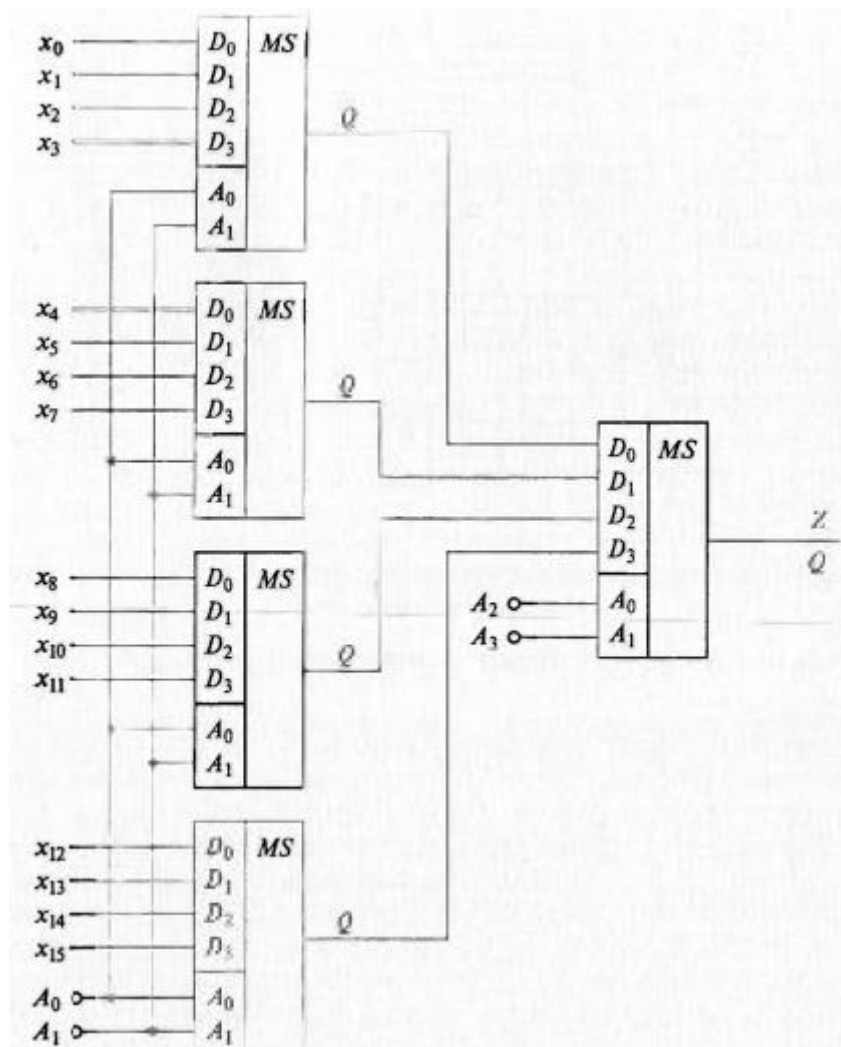 x0 D0 MS
x1 D1
x2 D2 Q
x3 D3
A0
A1
x4 D0 MS
x5 D1
x6 D2 Q
x7 D3
A0
A1
D0 MS
D1
D2 Z
D3 Q
A2 A0
A3 A1
x8 D0 MS
x9 D1
x10 D2
x11 D3 Q
A0
A1
x12 D0 MS
x13 D1
x14 D2 Q
x15 D3
A0 A0
A1 A1